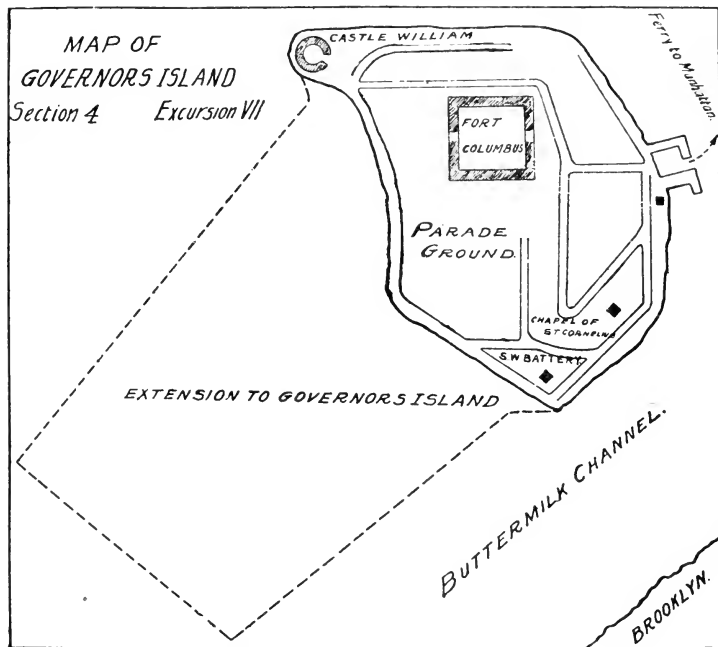 MAP OF
GOVERNORS ISLAND
Section 4 Excursion VII
CASTLE WILLIAM
Ferry to Manhattan.
FORT
COLUMBUS
PARADE
GROUND.
CHAPEL OF
ST CORNELIUS
S.W BATTERY
EXTENSION TO GOVERNORS ISLAND
BUTTERMILK CHANNEL.
BROOKLYN.